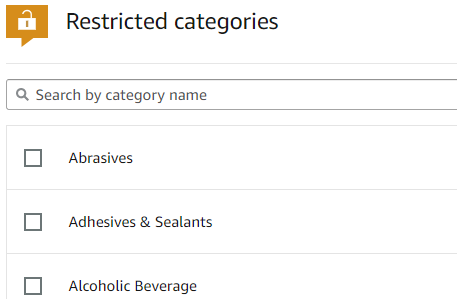 Restricted categories
Search by category name
Abrasives
Adhesives & Sealants
Alcoholic Beverage